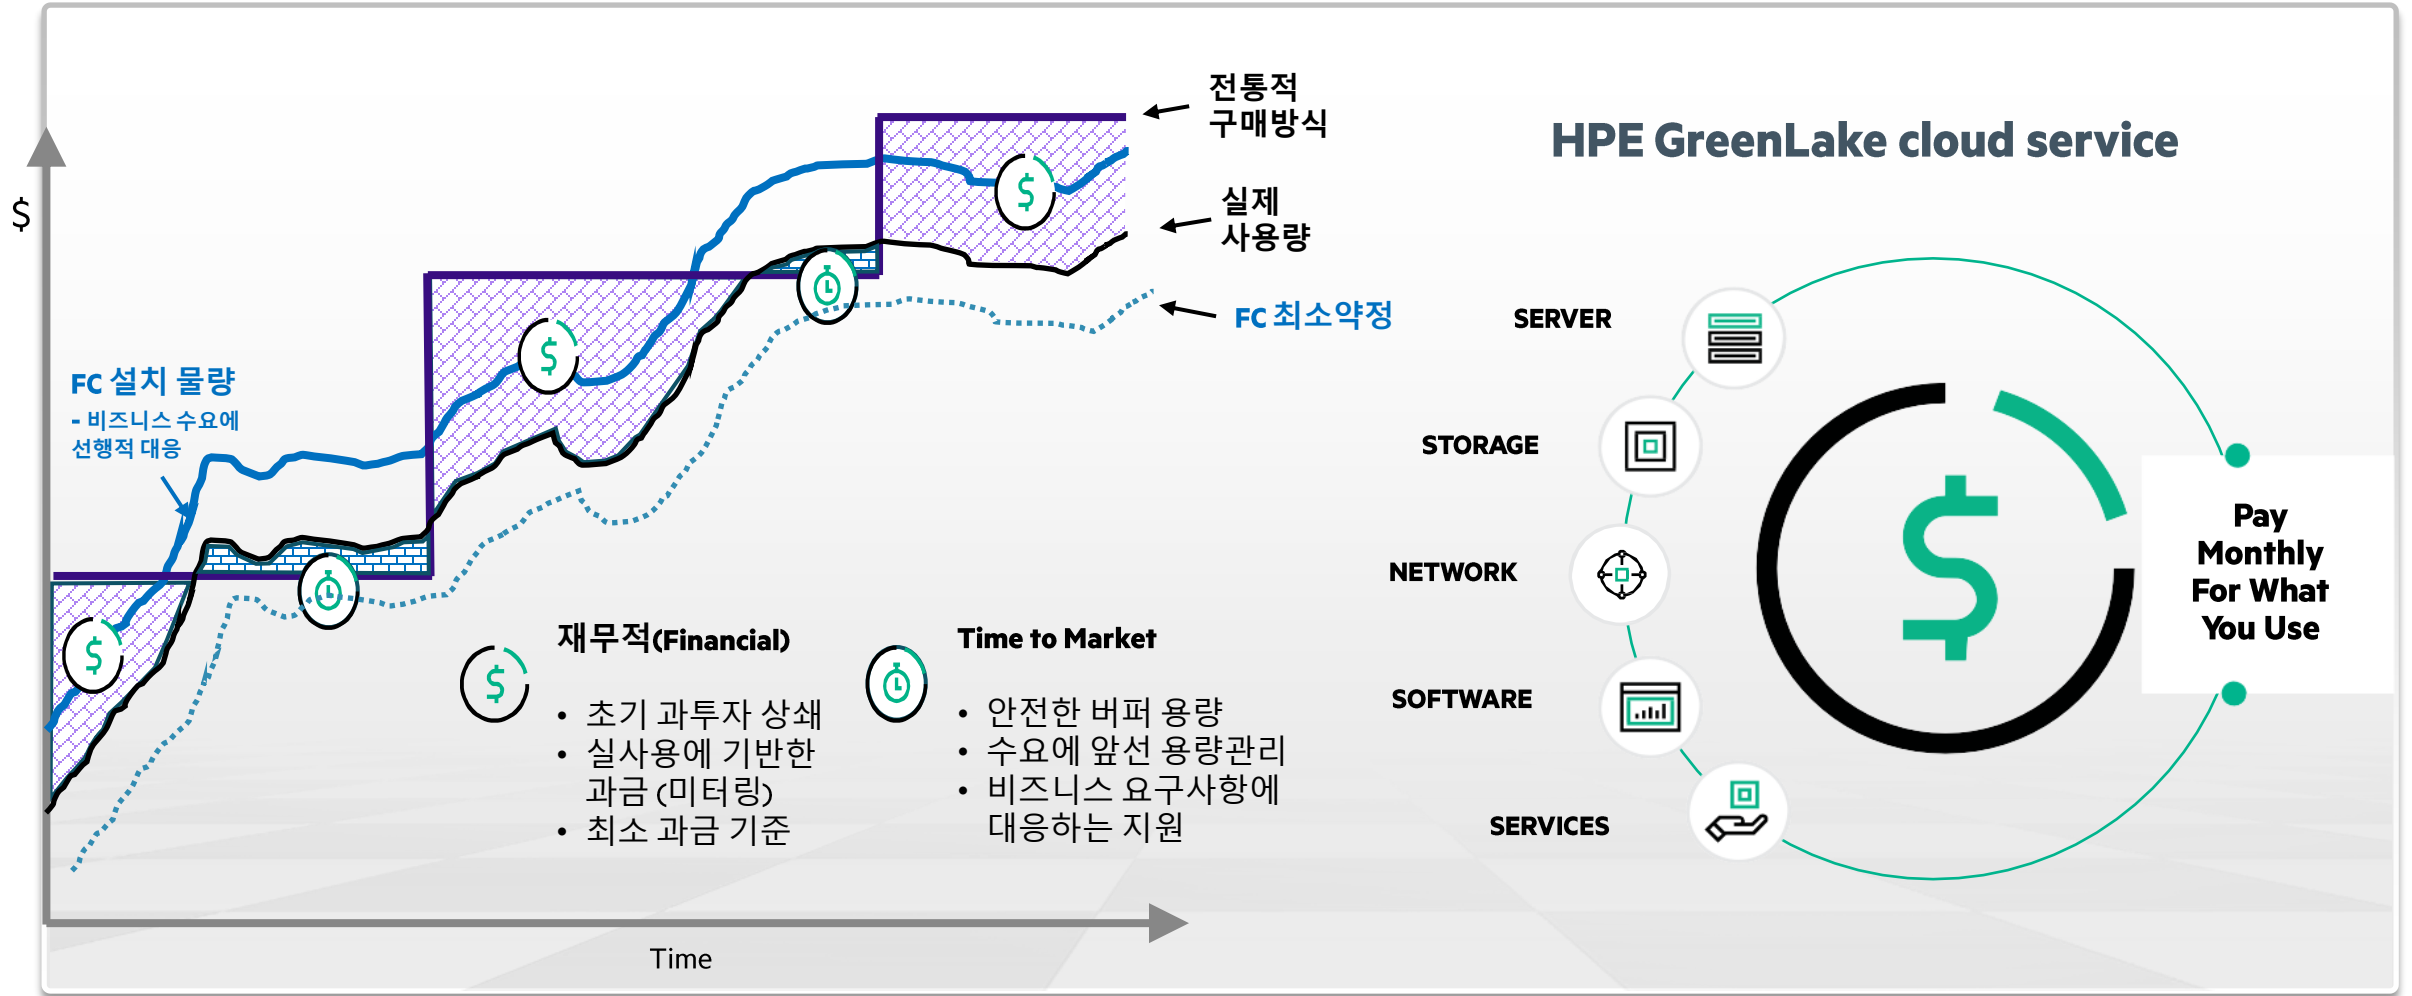 전통적
구매방식
$
실제
사용량
FC 최소약정
FC 설치 물량
- 비즈니스 수요에
선행적 대응
재무적(Financial)
• 초기 과투자 상쇄
• 실사용에 기반한
과금 (미터링)
• 최소 과금 기준
Time to Market
• 안전한 버퍼 용량
• 수요에 앞선 용량관리
• 비즈니스 요구사항에
대응하는 지원
Time
HPE GreenLake cloud service
SERVER
STORAGE
NETWORK
SOFTWARE
SERVICES
Pay
Monthly
For What
You Use